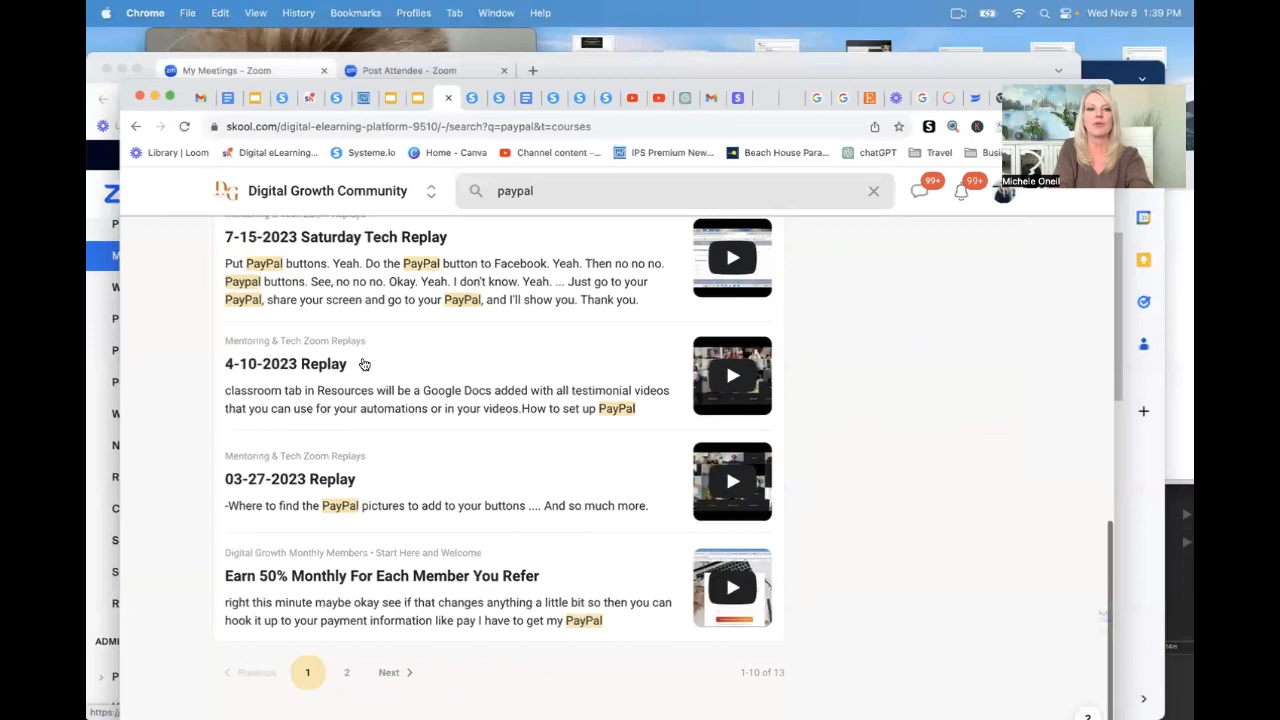 Chrome File Edit View History Bookmarks Profiles Tab Window Help Wed Nov 8 1:39 PM
My Meetings - Zoom Post Attendee - Zoom
skool.com/digital-elearning-platform-9510/-/search?q=paypal&t=courses
Library | Loom Digital eLearning... Systeme.io Home - Canva Channel content –... IPS Premium New... Beach House Para... chatGPT Travel Busi
Michele Oneil
DG Digital Growth Community paypal 99+ 99+
7-15-2023 Saturday Tech Replay
Put PayPal buttons. Yeah. Do the PayPal button to Facebook. Yeah. Then no no no.
Paypal buttons. See, no no no. Okay. Yeah. I don't know. Yeah. ... Just go to your
PayPal, share your screen and go to your PayPal, and I'll show you. Thank you.
Mentoring & Tech Zoom Replays
4-10-2023 Replay
classroom tab in Resources will be a Google Docs added with all testimonial videos
that you can use for your automations or in your videos.How to set up PayPal
Mentoring & Tech Zoom Replays
03-27-2023 Replay
-Where to find the PayPal pictures to add to your buttons .... And so much more.
Digital Growth Monthly Members • Start Here and Welcome
Earn 50% Monthly For Each Member You Refer
right this minute maybe okay see if that changes anything a little bit so then you can
hook it up to your payment information like pay I have to get my PayPal
ADMI
Previous 1 2 Next 1-10 of 13
https:/